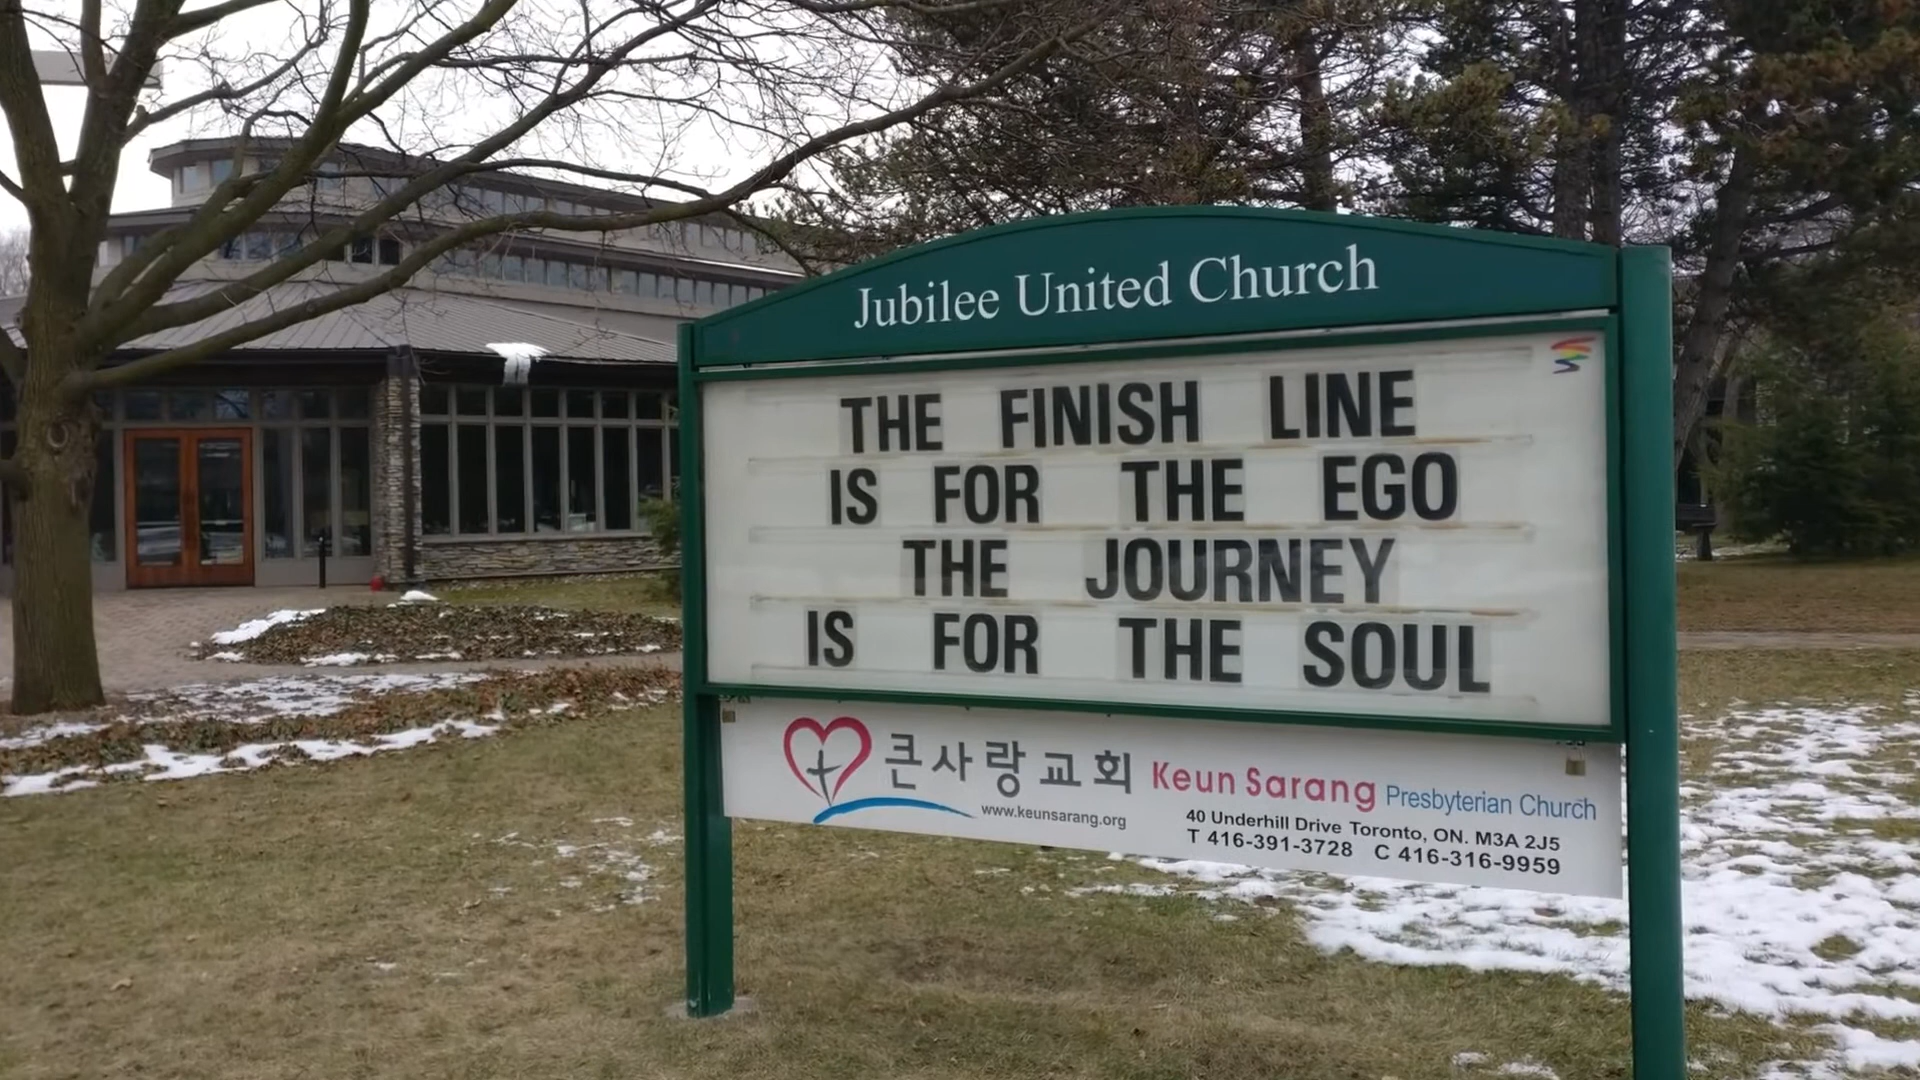 Jubilee United Church
THE FINISH LINE
IS FOR THE EGO
THE JOURNEY
IS FOR THE SOUL
큰사랑교회 Keun Sarang Presbyterian Church
www.keunsarang.org
40 Underhill Drive Toronto, ON. M3A 2J5
T 416-391-3728 C 416-316-9959